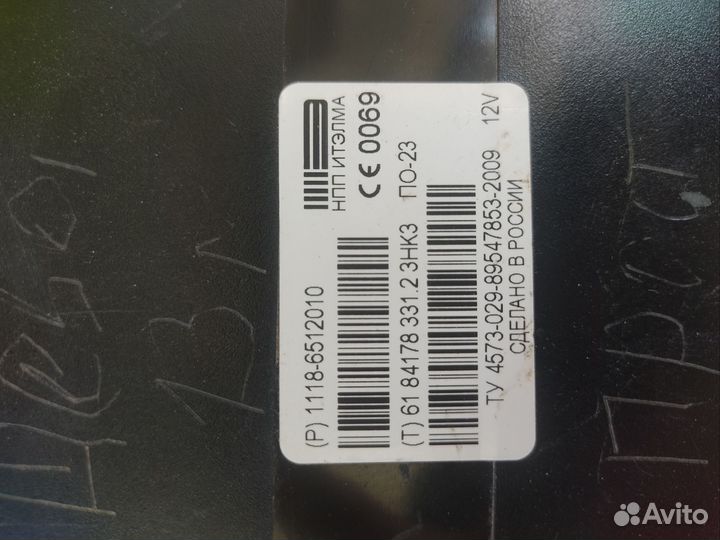 НПП ИТЭЛМА
CE 0069
(P) 1118-6512010
ПО-23
(T) 61 84178 331.2 3НКЗ
12V
ТУ 4573-029-89547853-2009
СДЕЛАНО В РОССИИ
Avito